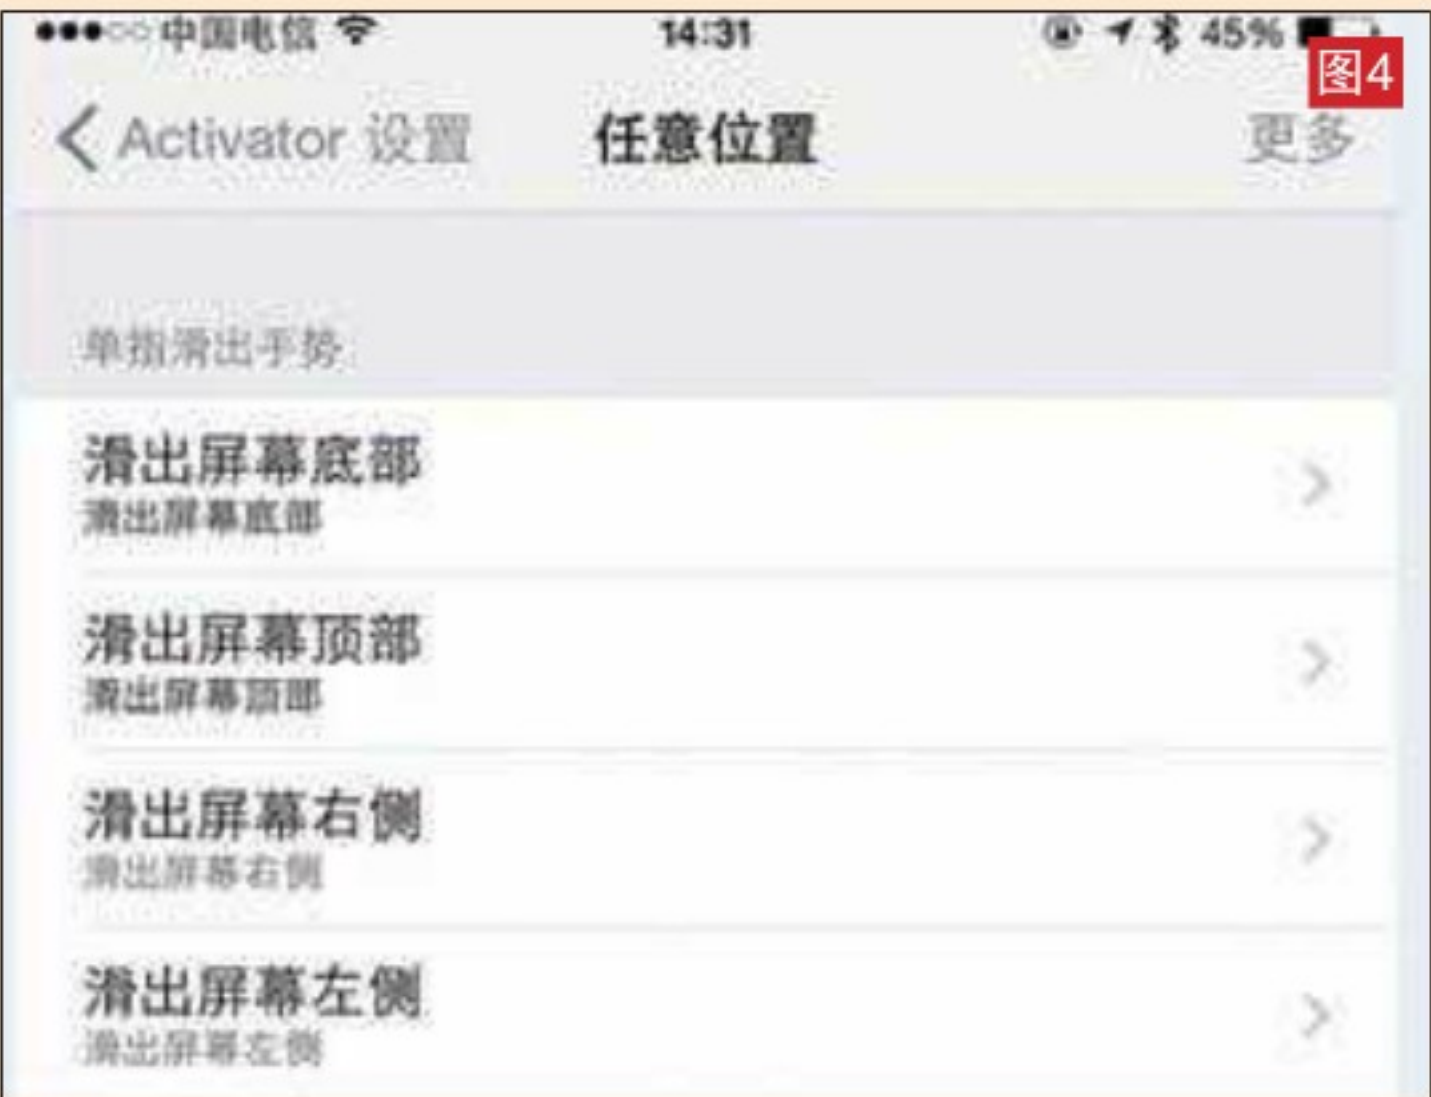 中国电信 14:31 45%
图4
Activator 设置 任意位置 更多
单指滑出手势
滑出屏幕底部
滑出屏幕底部
滑出屏幕顶部
滑出屏幕顶部
滑出屏幕右侧
滑出屏幕右侧
滑出屏幕左侧
滑出屏幕左侧